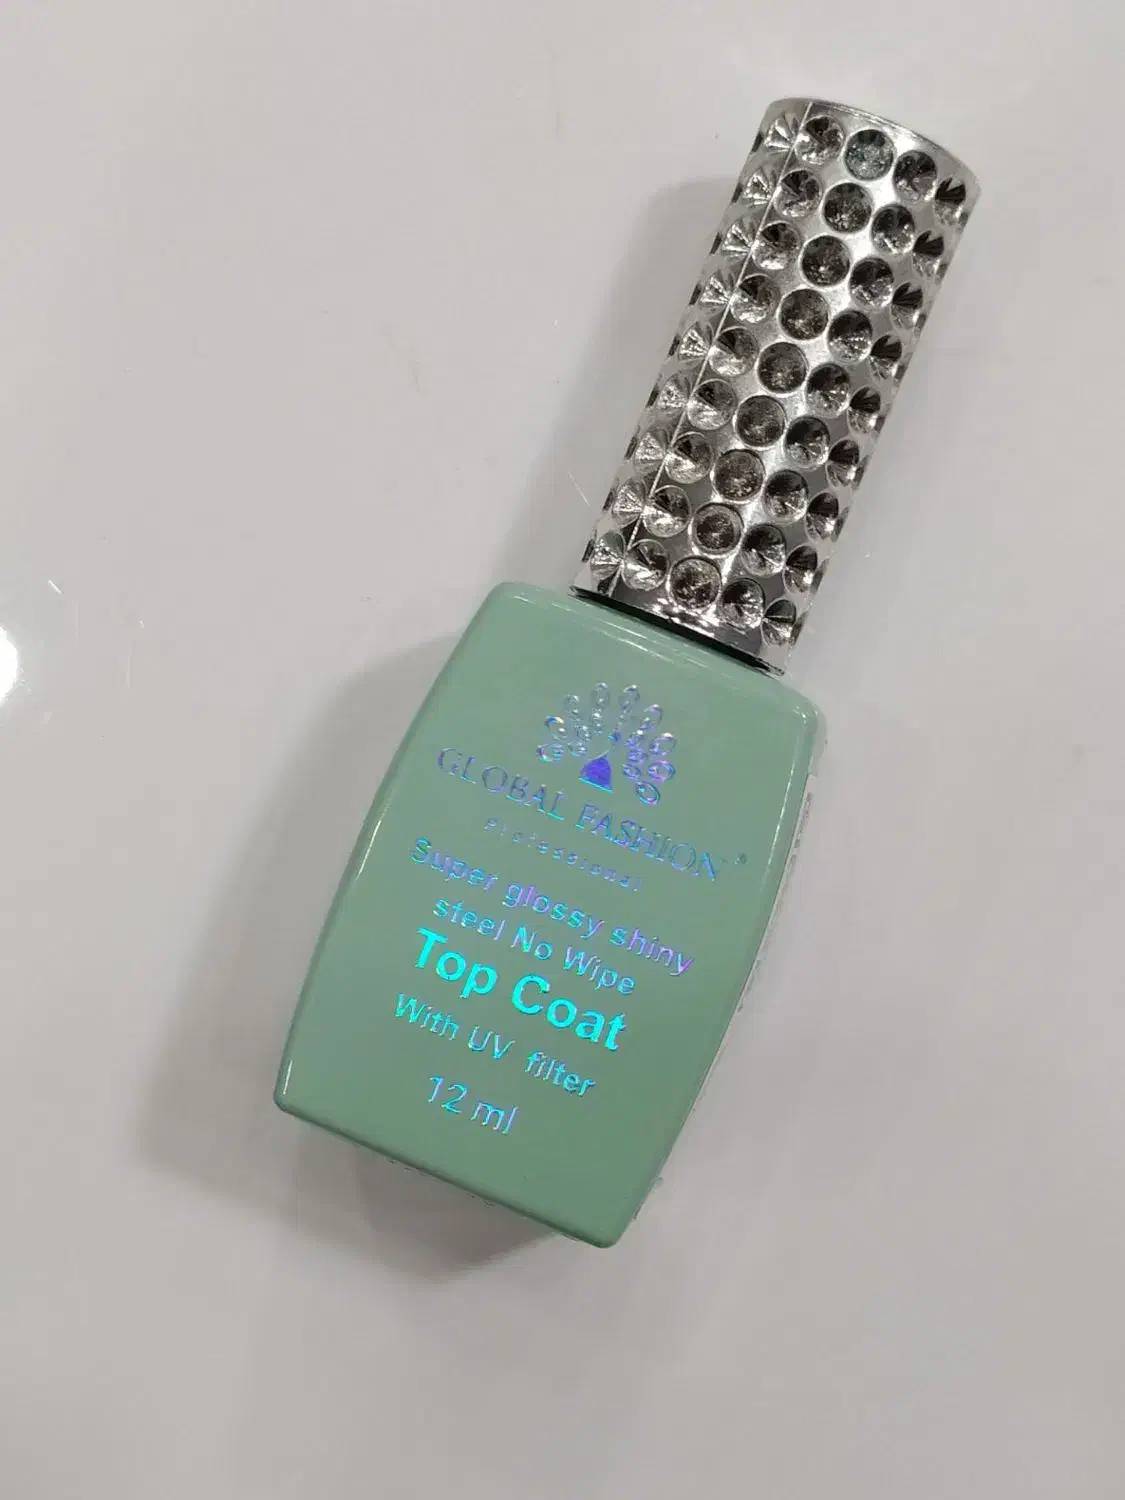 GLOBAL FASHION®
Professional
Super glossy shiny
steel No Wipe
Top Coat
With UV filter
12 ml